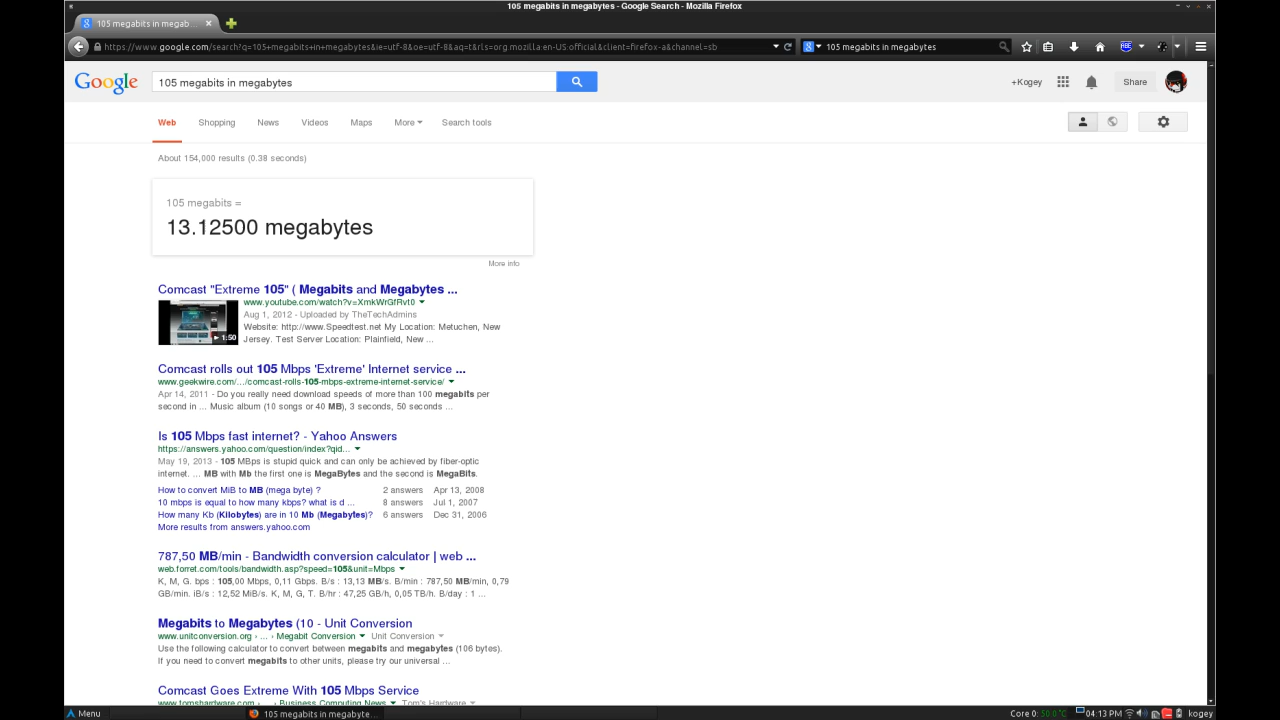 105 megabits in megabytes - Google Search - Mozilla Firefox
105 megabits in megab...
https://www.google.com/search?q=105+megabits+in+megabytes&ie=utf-8&oe=utf-8&aq=t&rls=org.mozilla:en-US:official&client=firefox-a&channel=sb
105 megabits in megabytes
ABE
Google
105 megabits in megabytes
+Kogey
Share
Web Shopping News Videos Maps More Search tools
About 154,000 results (0.38 seconds)
105 megabits =
13.12500 megabytes
More info
Comcast "Extreme 105" ( Megabits and Megabytes ...
www.youtube.com/watch?v=XmkWrGfRvt0
Aug 1, 2012 - Uploaded by TheTechAdmins
Website: http://www.Speedtest.net My Location: Metuchen, New
Jersey. Test Server Location: Plainfield, New ...
1:50
Comcast rolls out 105 Mbps 'Extreme' Internet service ...
www.geekwire.com/.../comcast-rolls-105-mbps-extreme-internet-service/
Apr 14, 2011 - Do you really need download speeds of more than 100 megabits per
second in ... Music album (10 songs or 40 MB), 3 seconds, 50 seconds ...
Is 105 Mbps fast internet? - Yahoo Answers
https://answers.yahoo.com/question/index?qid...
May 19, 2013 - 105 MBps is stupid quick and can only be achieved by fiber-optic
internet. ... MB with Mb the first one is MegaBytes and the second is MegaBits.
How to convert MiB to MB (mega byte) ? 2 answers Apr 13, 2008
10 mbps is equal to how many kbps? what is d ... 8 answers Jul 1, 2007
How many Kb (Kilobytes) are in 10 Mb (Megabytes)? 6 answers Dec 31, 2006
More results from answers.yahoo.com
787,50 MB/min - Bandwidth conversion calculator | web ...
web.forret.com/tools/bandwidth.asp?speed=105&unit=Mbps
K, M, G. bps : 105,00 Mbps, 0,11 Gbps. B/s : 13,13 MB/s. B/min : 787,50 MB/min, 0,79
GB/min. iB/s : 12,52 MiB/s. K, M, G, T. B/hr : 47,25 GB/h, 0,05 TB/h. B/day : 1 ...
Megabits to Megabytes (10 - Unit Conversion
www.unitconversion.org › ... › Megabit Conversion Unit Conversion
Use the following calculator to convert between megabits and megabytes (106 bytes).
If you need to convert megabits to other units, please try our universal ...
Comcast Goes Extreme With 105 Mbps Service
www.tomshardware.com › ... › Business Computing News Tom's Hardware
Menu
105 megabits in megabyte...
Core 0: 50.0°C
04:13 PM
kogey